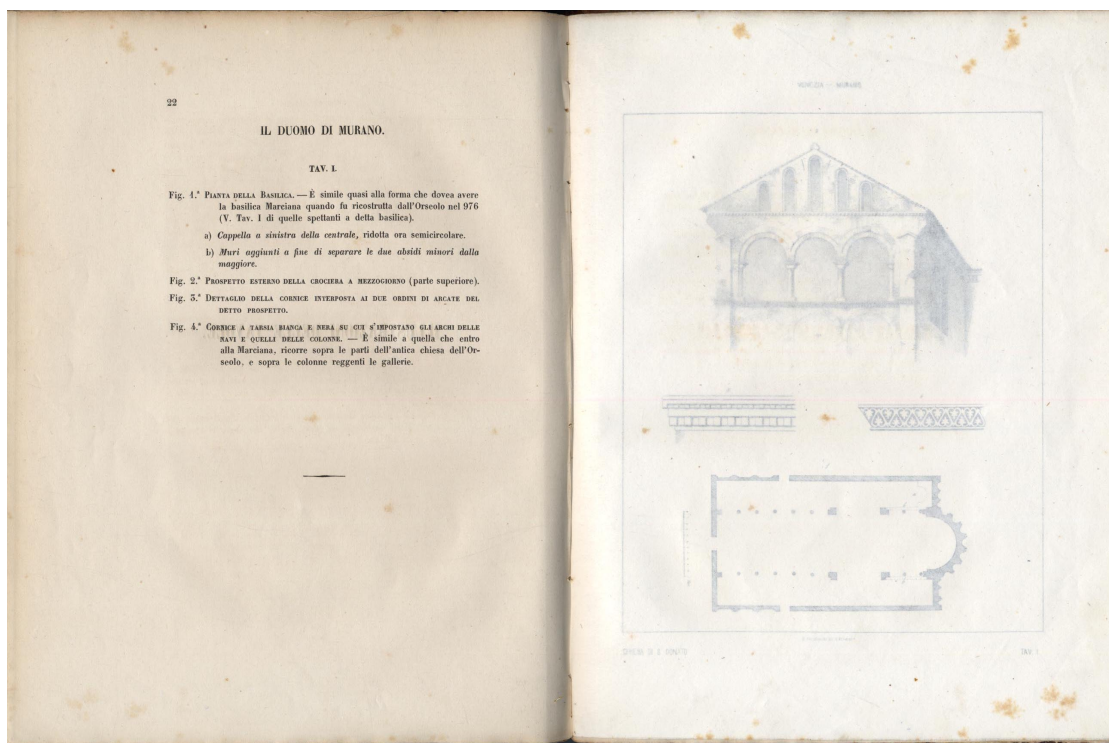 22
IL DUOMO DI MURANO.
TAV. I.
Fig. 1.ª PIANTA DELLA BASILICA. — È simile quasi alla forma che dovea avere
la basilica Marciana quando fu ricostrutta dall'Orseolo nel 976
(V. Tav. I di quelle spettanti a detta basilica).
a) Cappella a sinistra della centrale, ridotta ora semicircolare.
b) Muri aggiunti a fine di separare le due absidi minori dalla
maggiore.
Fig. 2.ª PROSPETTO ESTERNO DELLA CROCIERA A MEZZOGIORNO (parte superiore).
Fig. 3.ª DETTAGLIO DELLA CORNICE INTERPOSTA AI DUE ORDINI DI ARCATE DEL
DETTO PROSPETTO.
Fig. 4.ª CORNICE A TARSIA BIANCA E NERA SU CUI S'IMPOSTANO GLI ARCHI DELLE
NAVI E QUELLI DELLE COLONNE. — È simile a quella che entro
alla Marciana, ricorre sopra le parti dell'antica chiesa dell'Or-
seolo, e sopra le colonne reggenti le gallerie.
VENEZIA - MURANO
TAV. I